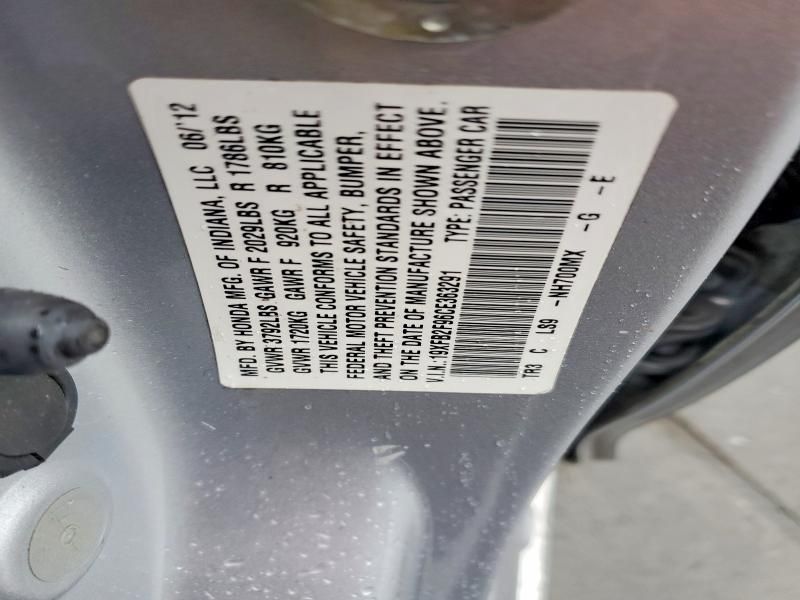 MFD. BY HONDA MFG. OF INDIANA, LLC 06/'12
GVWR 3792LBS GAWR F 2029LBS R 1786LBS
GVWR 1720KG GAWR F 920KG R 810KG
THIS VEHICLE CONFORMS TO ALL APPLICABLE
FEDERAL MOTOR VEHICLE SAFETY, BUMPER,
AND THEFT PREVENTION STANDARDS IN EFFECT
ON THE DATE OF MANUFACTURE SHOWN ABOVE.
V.I.N.:19XFB2F96CE363291 TYPE: PASSENGER CAR
TR3 C LS9 -NH700MX -G -E